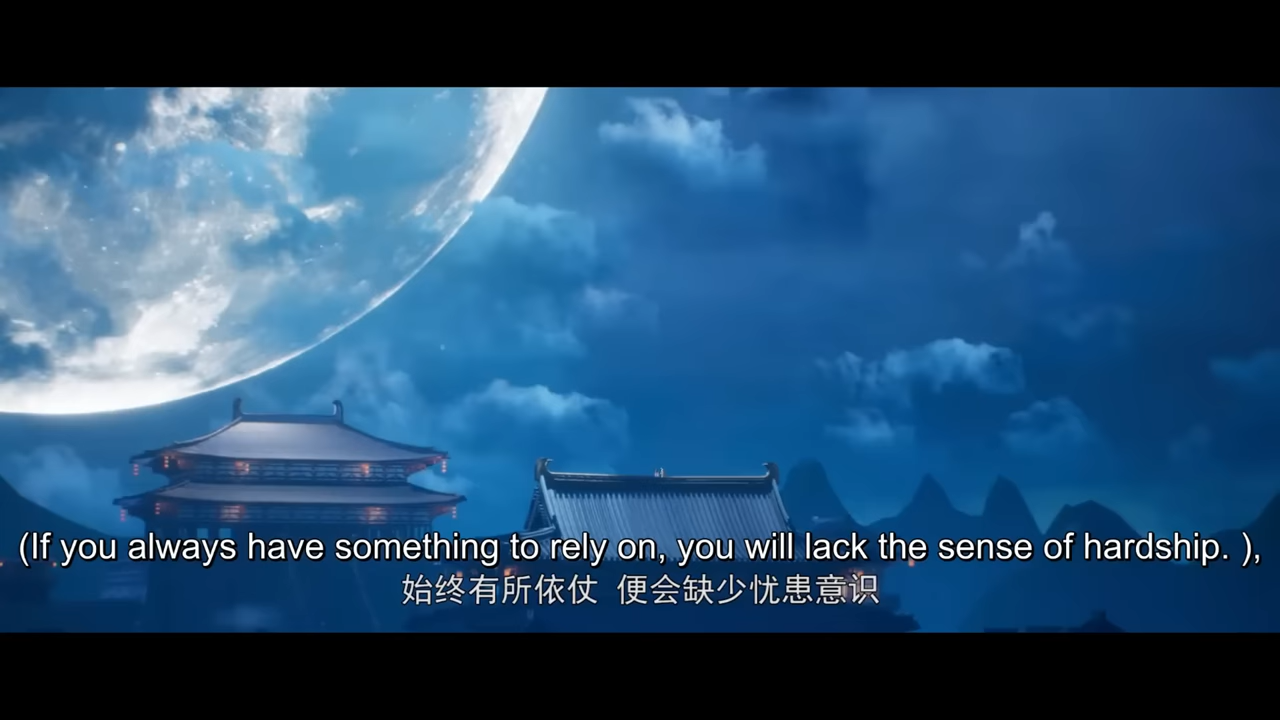 (If you always have something to rely on, you will lack the sense of hardship. ),
始终有所依仗 便会缺少忧患意识